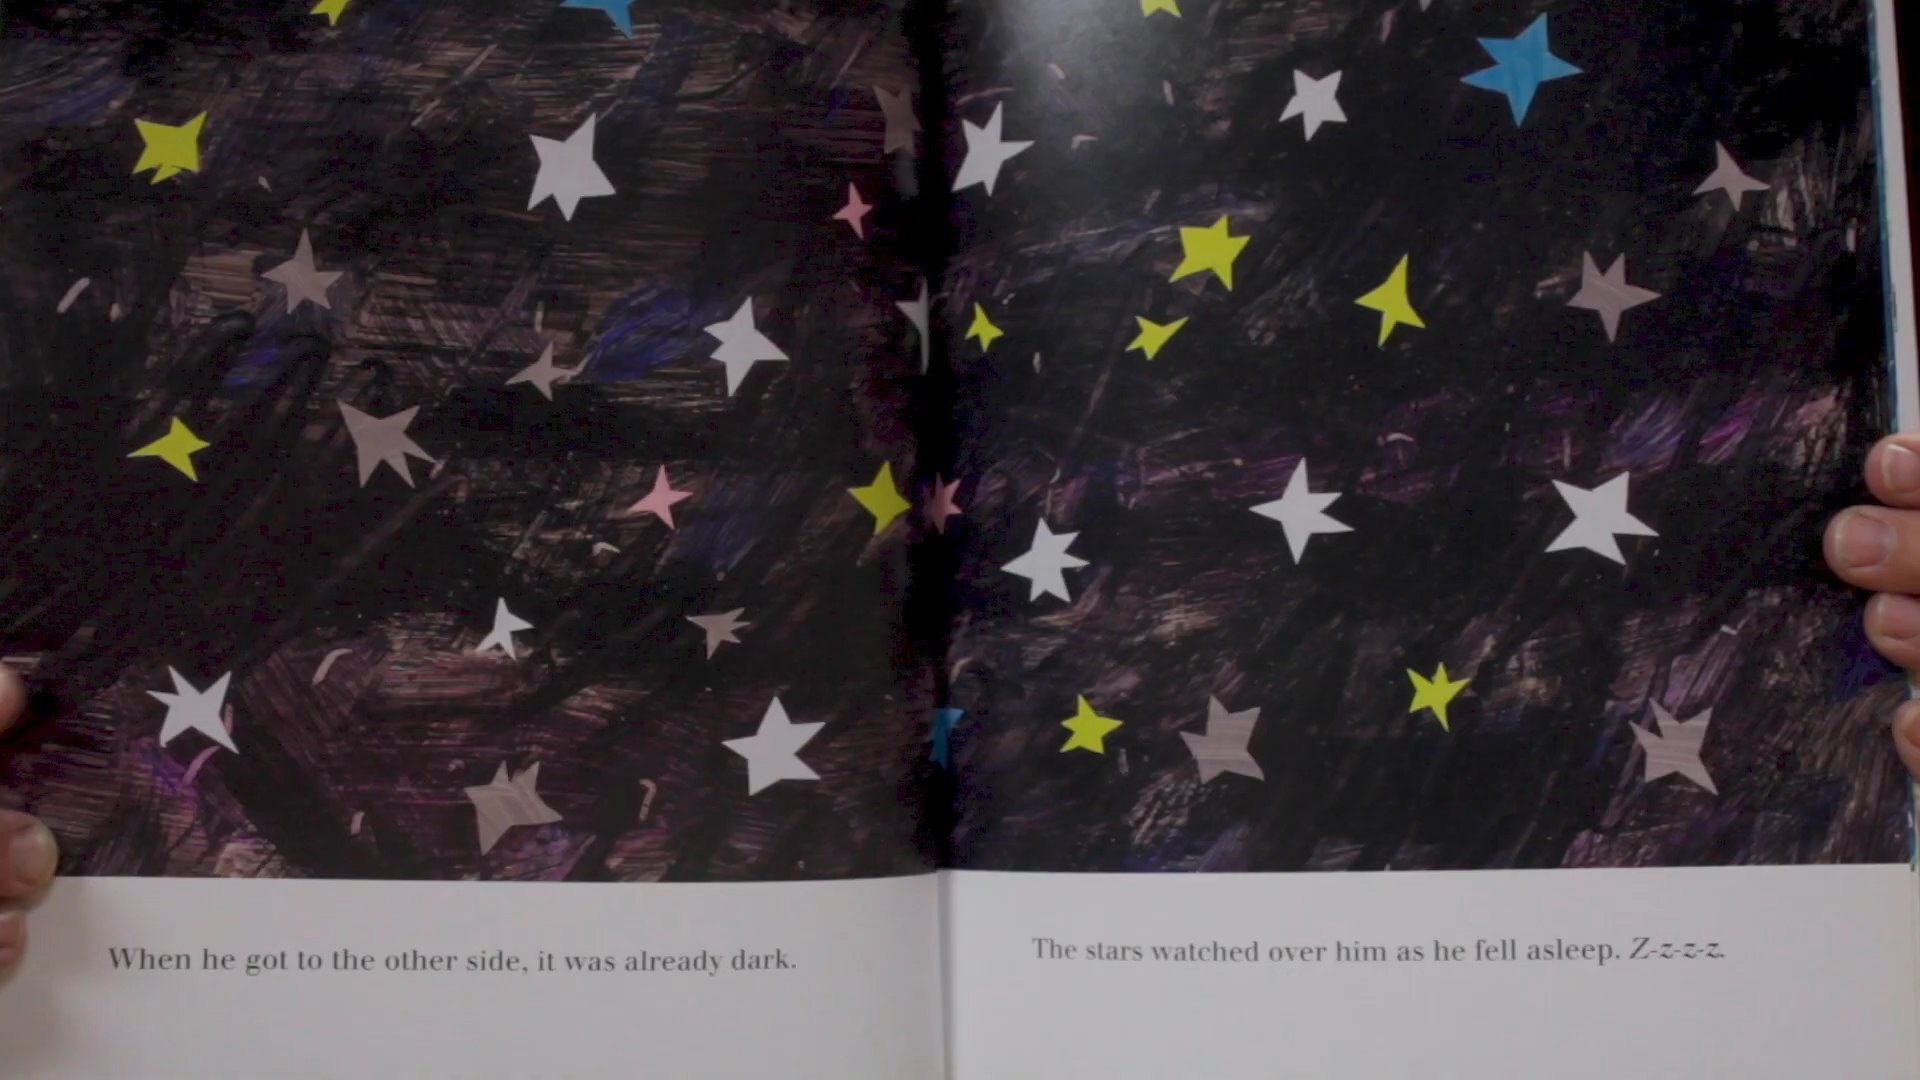 When he got to the other side, it was already dark.
The stars watched over him as he fell asleep. Z-z-z-z.